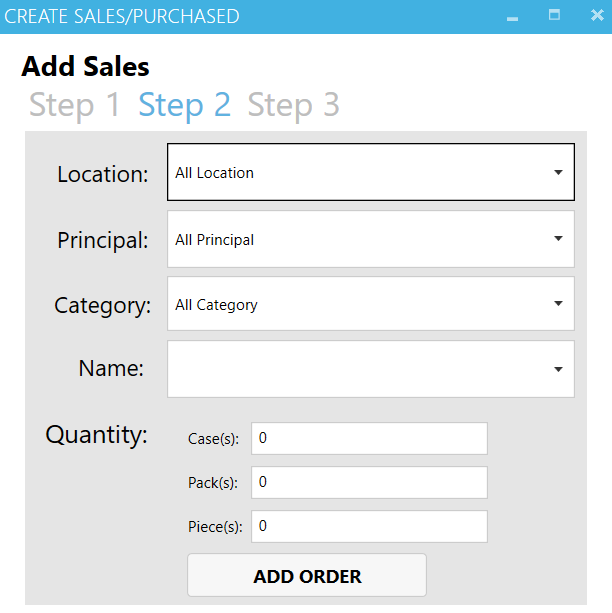 CREATE SALES/PURCHASED
Add Sales
Step 1 Step 2 Step 3
Location: All Location
Principal: All Principal
Category: All Category
Name:
Quantity:
Case(s): 0
Pack(s): 0
Piece(s): 0
ADD ORDER